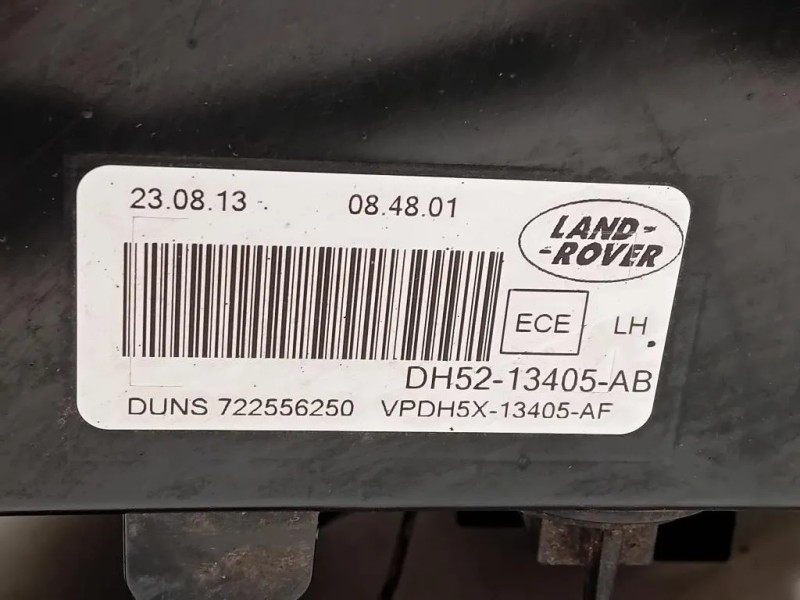 23.08.13 08.48.01
LAND-
-ROVER
ECE LH
DH52-13405-AB
DUNS 722556250 VPDH5X-13405-AF